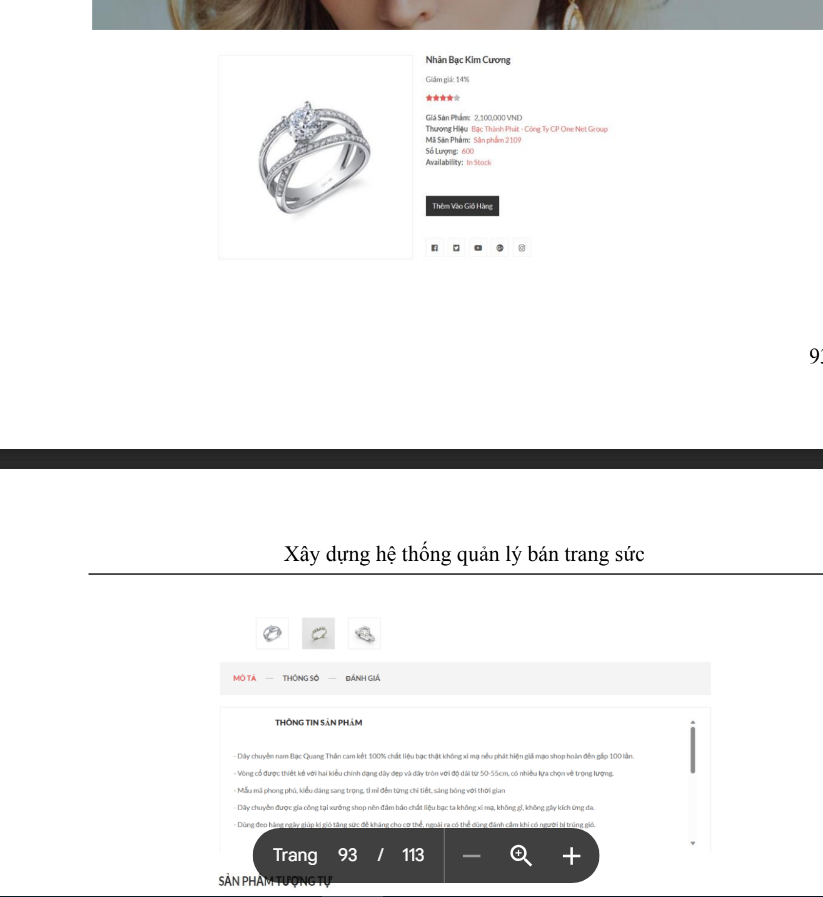 Nhân Bạc Kim Cương
Giảm giá: 14%
Giá Sản Phẩm: 2,100,000 VNĐ
Thương Hiệu Bạc Thành Phát - Công Ty CP One Net Group
Mã Sản Phảm: Sản phẩm 2109
Số Lượng: 600
Availability: In Stock
Thêm Vào Giỏ Hàng
93
Xây dựng hệ thống quản lý bán trang sức
MÔ TẢ — THÔNG SỐ — ĐÁNH GIÁ
THÔNG TIN SẢN PHẨM
- Dây chuyền nam Bạc Quang Thản cam kết 100% chất liệu bạc thật không xi mạ nếu phát hiện giả mạo shop hoàn đền gấp 100 lần.
- Vòng cổ được thiết kế với hai kiểu chính dạng dây dẹp và dây tròn với độ dài từ 50-55cm, có nhiều lựa chọn về trọng lượng.
- Mẫu mã phong phú, kiểu dáng sang trọng, tỉ mỉ đến từng chi tiết, sáng bóng với thời gian
- Dây chuyền được gia công tại xưởng shop nên đảm bảo chất liệu bạc ta không xi mạ, không gỉ, không gây kích ứng da.
- Dùng đeo hàng ngày giúp kị gió tăng sức đề kháng cho cơ thể, ngoài ra có thể dùng đánh cảm khi có người bị trúng gió.
Trang 93 / 113
SẢN PHẨM TƯƠNG TỰ